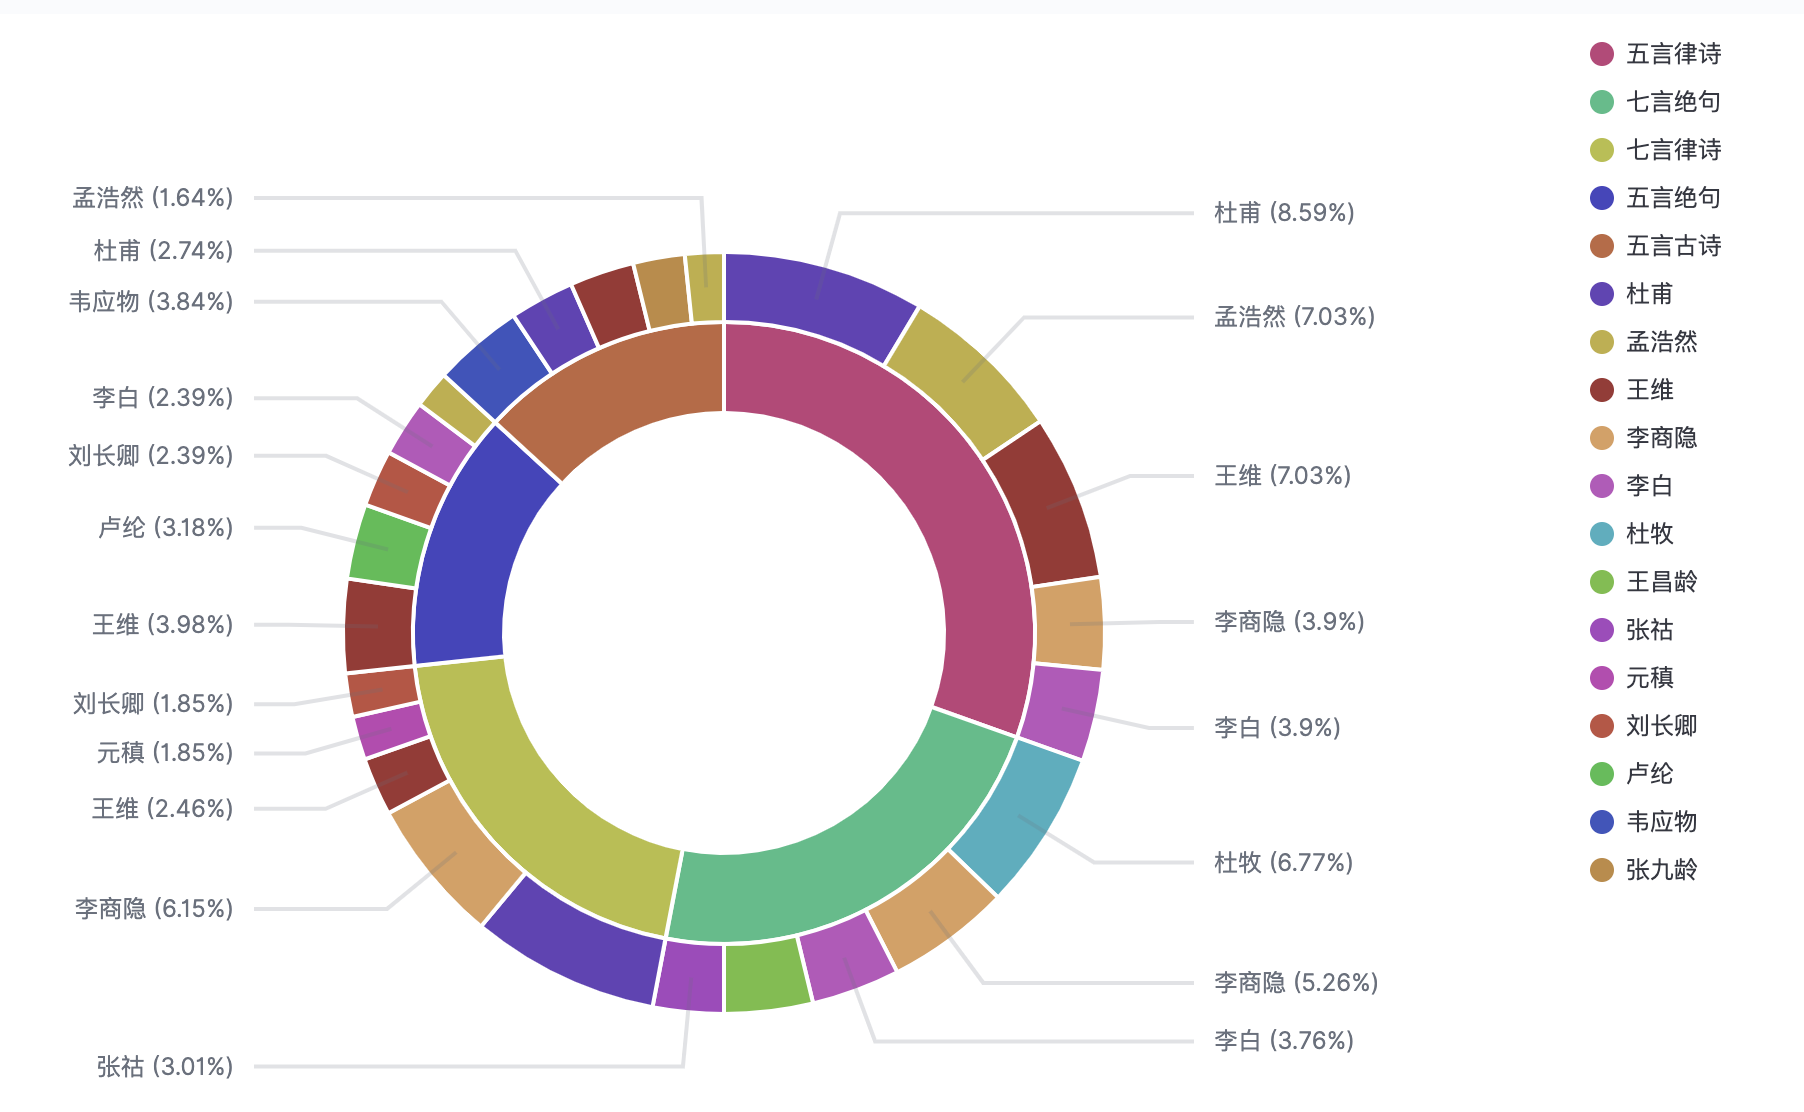 孟浩然 (1.64%)
杜甫 (2.74%)
韦应物 (3.84%)
李白 (2.39%)
刘长卿 (2.39%)
卢纶 (3.18%)
王维 (3.98%)
刘长卿 (1.85%)
元稹 (1.85%)
王维 (2.46%)
李商隐 (6.15%)
张祜 (3.01%)
杜甫 (8.59%)
孟浩然 (7.03%)
王维 (7.03%)
李商隐 (3.9%)
李白 (3.9%)
杜牧 (6.77%)
李商隐 (5.26%)
李白 (3.76%)
五言律诗
七言绝句
七言律诗
五言绝句
五言古诗
杜甫
孟浩然
王维
李商隐
李白
杜牧
王昌龄
张祜
元稹
刘长卿
卢纶
韦应物
张九龄